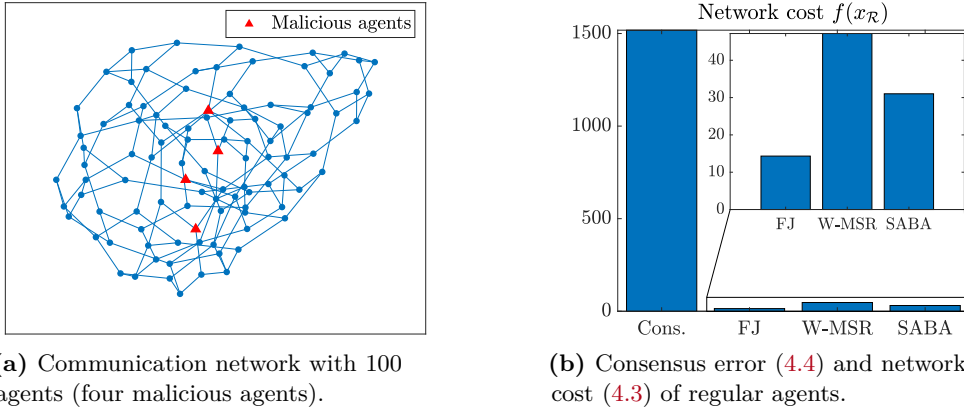 Malicious agents
(a) Communication network with 100
agents (four malicious agents).
Network cost f(x_R)
1500
1000
500
0
40
30
20
10
0
FJ W-MSR SABA
Cons. FJ W-MSR SABA
(b) Consensus error (4.4) and network
cost (4.3) of regular agents.